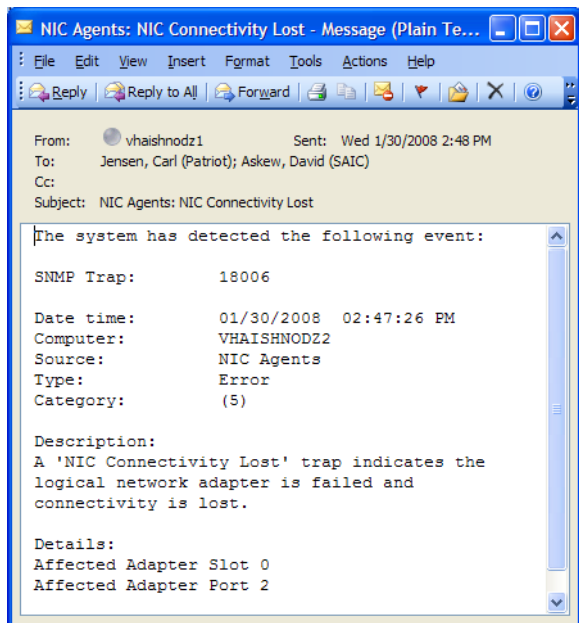 NIC Agents: NIC Connectivity Lost - Message (Plain Te...
File Edit View Insert Format Tools Actions Help
Reply Reply to All Forward
From: vhaishnodz1 Sent: Wed 1/30/2008 2:48 PM
To: Jensen, Carl (Patriot); Askew, David (SAIC)
Cc:
Subject: NIC Agents: NIC Connectivity Lost
The system has detected the following event:
SNMP Trap: 18006
Date time: 01/30/2008 02:47:26 PM
Computer: VHAISHNODZ2
Source: NIC Agents
Type: Error
Category: (5)
Description:
A 'NIC Connectivity Lost' trap indicates the
logical network adapter is failed and
connectivity is lost.
Details:
Affected Adapter Slot 0
Affected Adapter Port 2